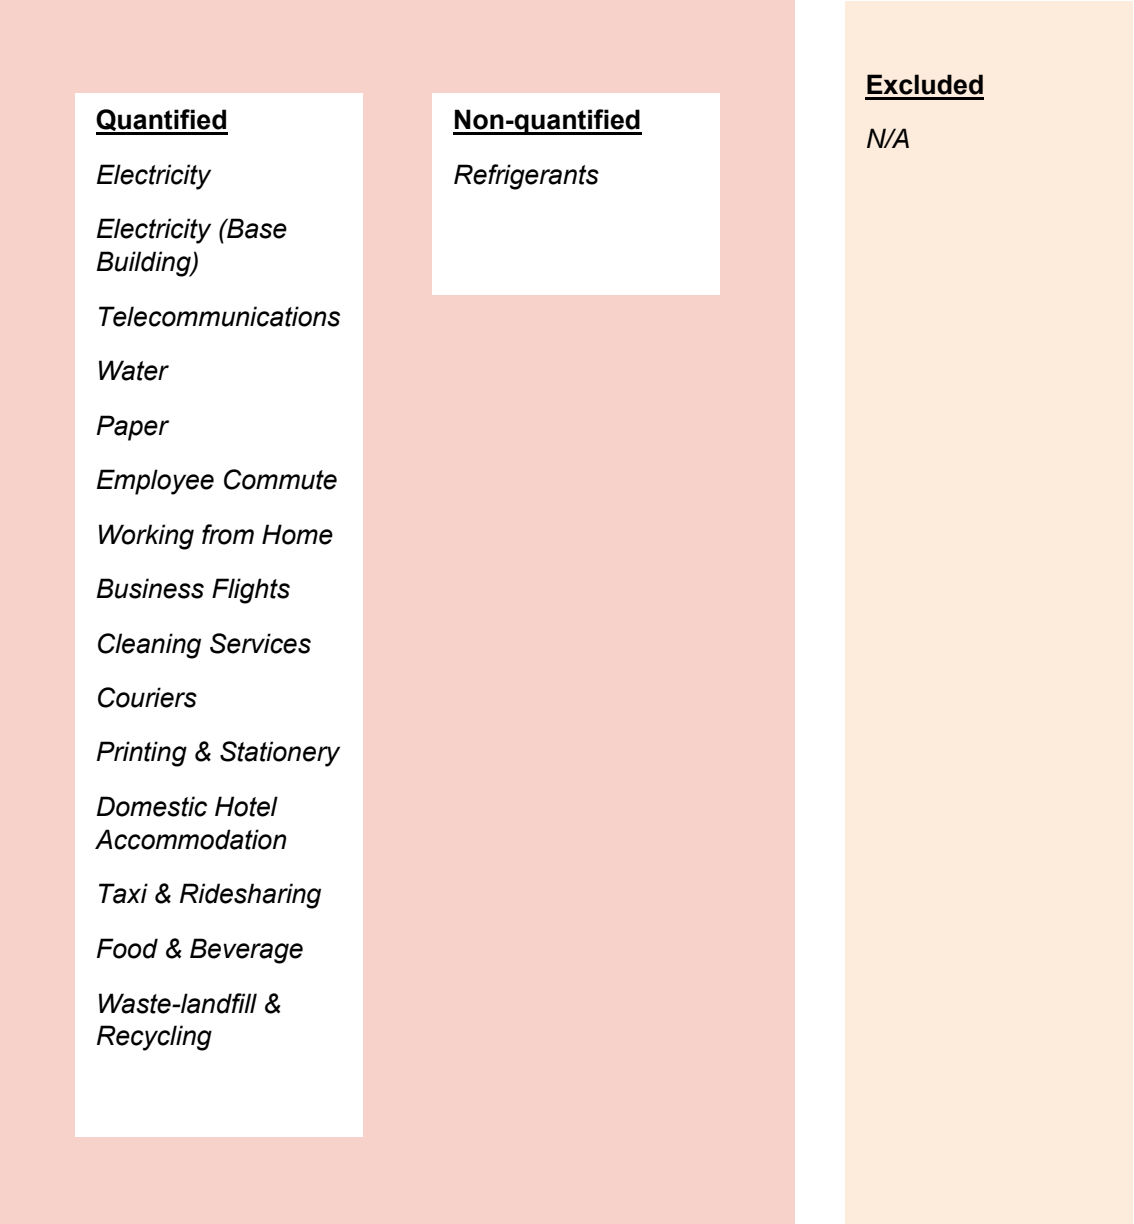 Quantified
Electricity
Electricity (Base
Building)
Telecommunications
Water
Paper
Employee Commute
Working from Home
Business Flights
Cleaning Services
Couriers
Printing & Stationery
Domestic Hotel
Accommodation
Taxi & Ridesharing
Food & Beverage
Waste-landfill &
Recycling
Non-quantified
Refrigerants
Excluded
N/A